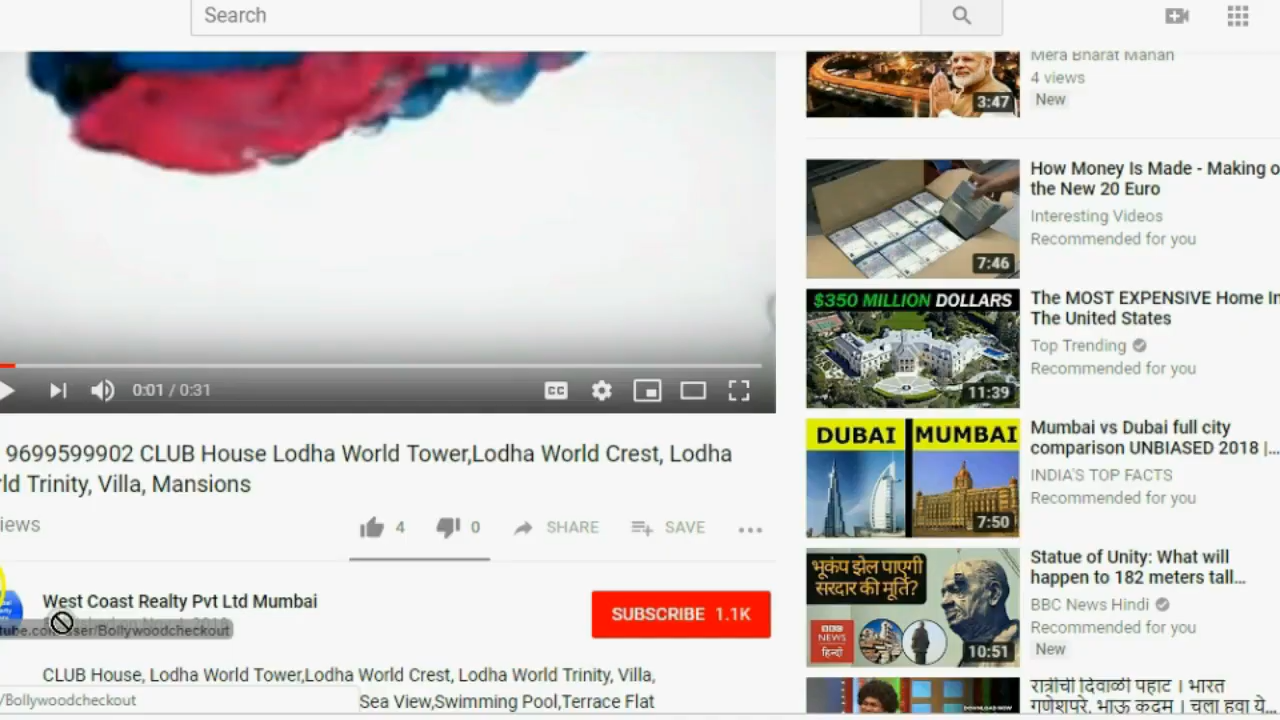 Search
Mera Bharat Mahan
4 views
3:47
New
How Money Is Made - Making o
the New 20 Euro
Interesting Videos
Recommended for you
7:46
$350 MILLION DOLLARS
The MOST EXPENSIVE Home In
The United States
Top Trending
Recommended for you
11:39
0:01 / 0:31
CC
9699599902 CLUB House Lodha World Tower,Lodha World Crest, Lodha
rld Trinity, Villa, Mansions
DUBAI MUMBAI
Mumbai vs Dubai full city
comparison UNBIASED 2018 |...
INDIA'S TOP FACTS
Recommended for you
7:50
iews
4
0
SHARE
SAVE
भूकंप झेल पाएगी
सरदार की मूर्ति?
BBC
NEWS
हिन्दी
Statue of Unity: What will
happen to 182 meters tall...
BBC News Hindi
Recommended for you
10:51
New
West Coast Realty Pvt Ltd Mumbai
SUBSCRIBE 1.1K
tube.com/user/Bollywoodcheckout
CLUB House, Lodha World Tower,Lodha World Crest, Lodha World Trinity, Villa,
/Bollywoodcheckout
Sea View,Swimming Pool,Terrace Flat
रात्रीची दिवाळी पहाट । भारत
गणेशपुरे, भाऊ कदम । चला हवा ये...
DOWNLOAD NOW